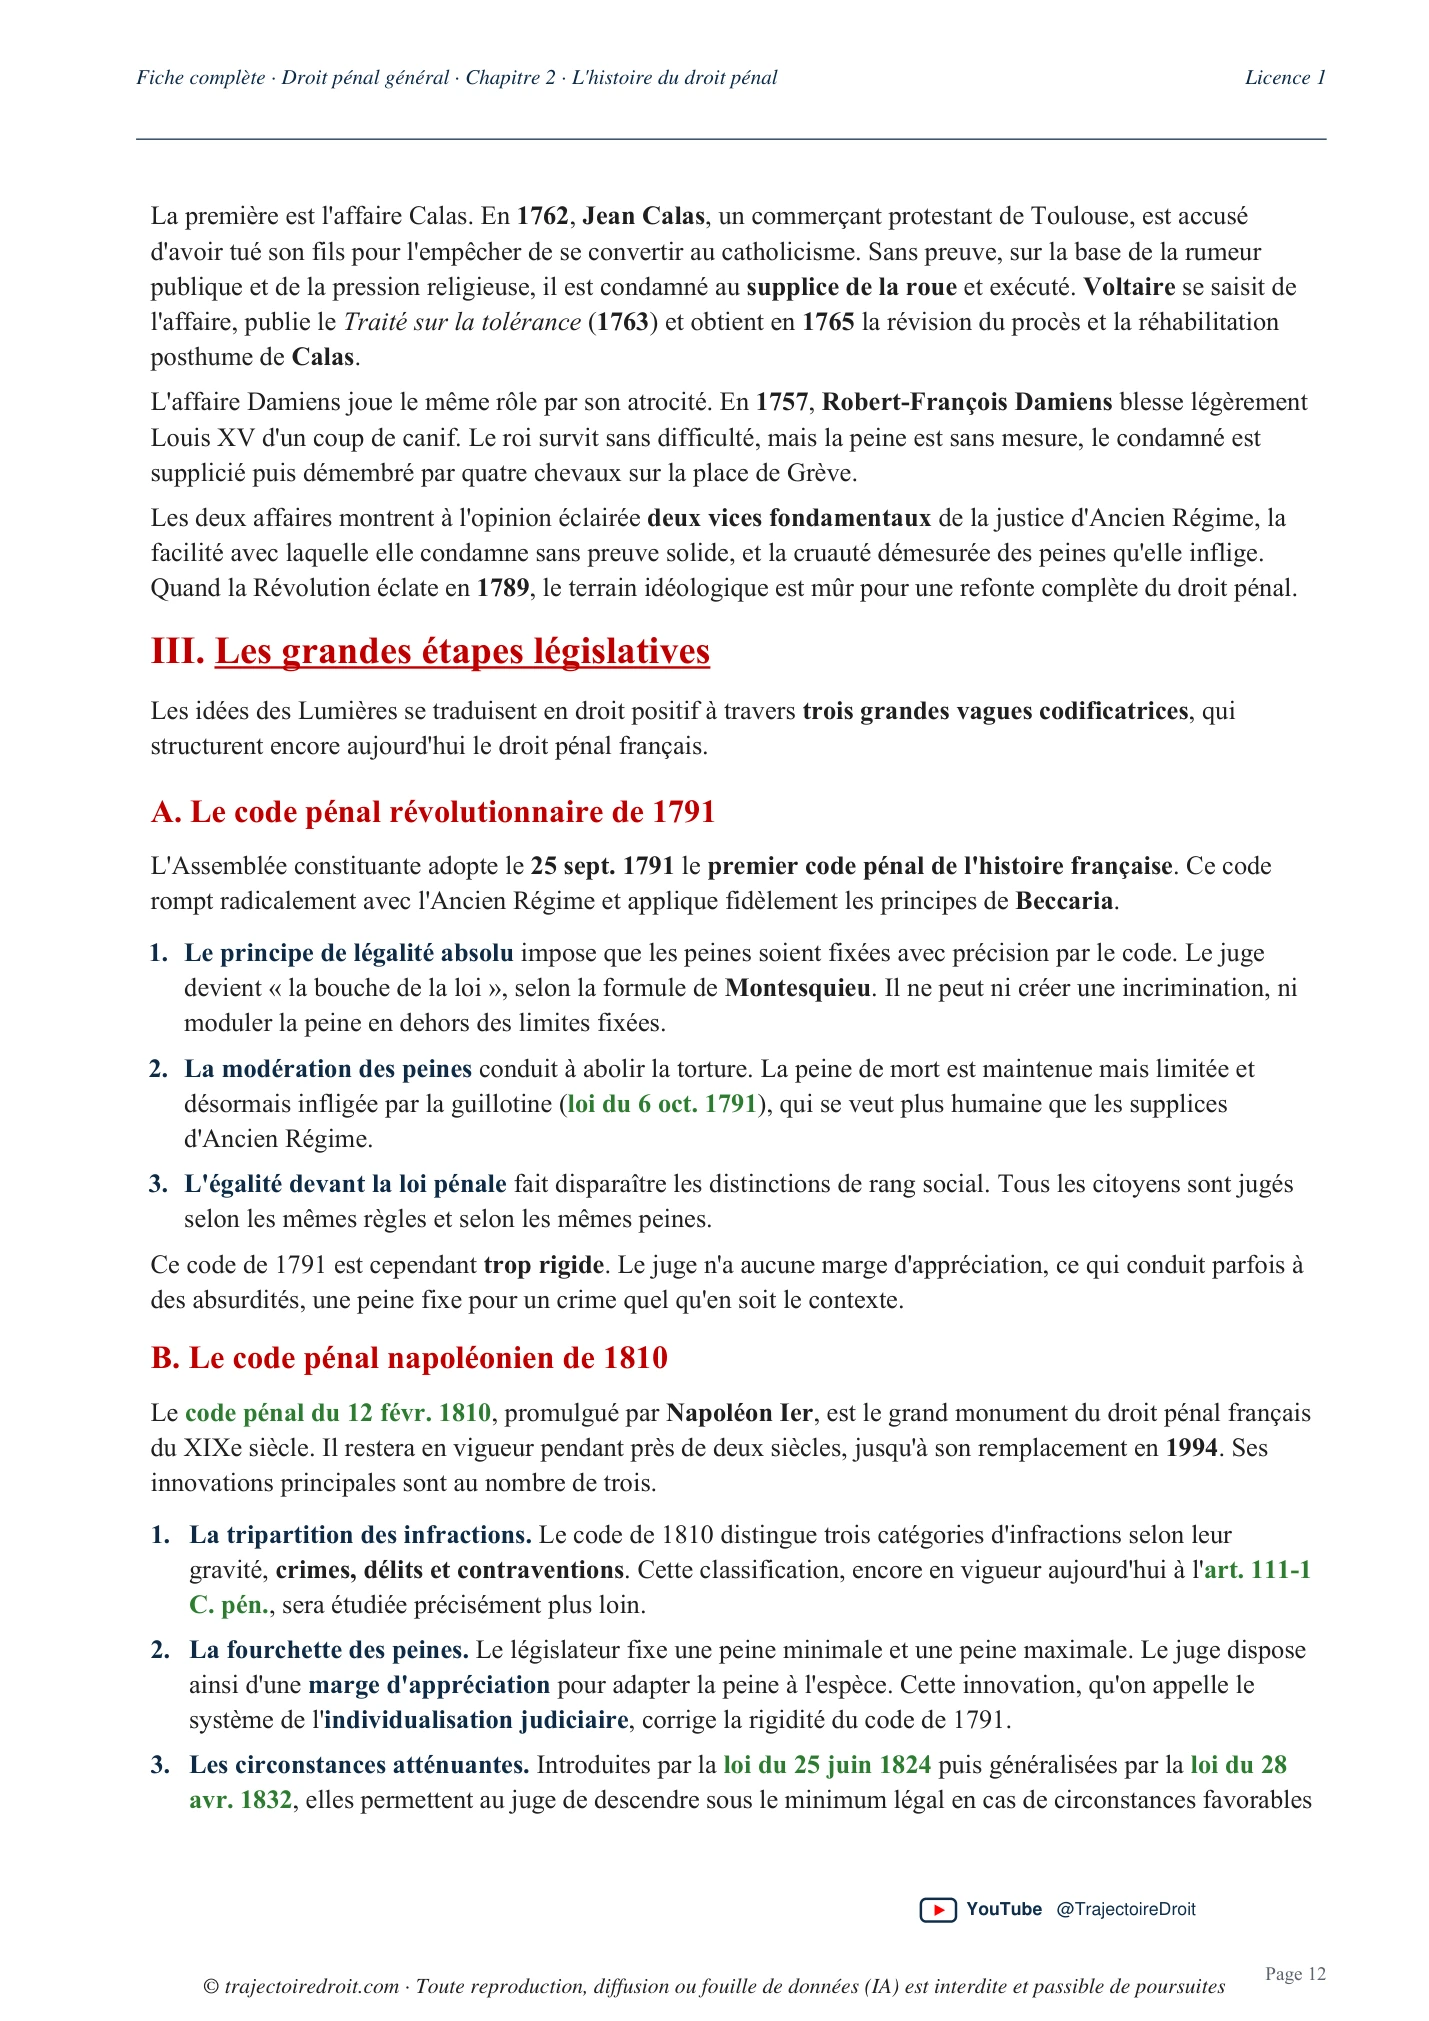 Fiche complète · Droit pénal général · Chapitre 2 · L'histoire du droit pénal
Licence 1
La première est l'affaire Calas. En 1762, Jean Calas, un commerçant protestant de Toulouse, est accusé
d'avoir tué son fils pour l'empêcher de se convertir au catholicisme. Sans preuve, sur la base de la rumeur
publique et de la pression religieuse, il est condamné au supplice de la roue et exécuté. Voltaire se saisit de
l'affaire, publie le Traité sur la tolérance (1763) et obtient en 1765 la révision du procès et la réhabilitation
posthume de Calas.
L'affaire Damiens joue le même rôle par son atrocité. En 1757, Robert-François Damiens blesse légèrement
Louis XV d'un coup de canif. Le roi survit sans difficulté, mais la peine est sans mesure, le condamné est
supplicié puis démembré par quatre chevaux sur la place de Grève.
Les deux affaires montrent à l'opinion éclairée deux vices fondamentaux de la justice d'Ancien Régime, la
facilité avec laquelle elle condamne sans preuve solide, et la cruauté démesurée des peines qu'elle inflige.
Quand la Révolution éclate en 1789, le terrain idéologique est mûr pour une refonte complète du droit pénal.
III. Les grandes étapes législatives
Les idées des Lumières se traduisent en droit positif à travers trois grandes vagues codificatrices, qui
structurent encore aujourd'hui le droit pénal français.
A. Le code pénal révolutionnaire de 1791
L'Assemblée constituante adopte le 25 sept. 1791 le premier code pénal de l'histoire française. Ce code
rompt radicalement avec l'Ancien Régime et applique fidèlement les principes de Beccaria.
1. Le principe de légalité absolu impose que les peines soient fixées avec précision par le code. Le juge
devient « la bouche de la loi », selon la formule de Montesquieu. Il ne peut ni créer une incrimination, ni
moduler la peine en dehors des limites fixées.
2. La modération des peines conduit à abolir la torture. La peine de mort est maintenue mais limitée et
désormais infligée par la guillotine (loi du 6 oct. 1791), qui se veut plus humaine que les supplices
d'Ancien Régime.
3. L'égalité devant la loi pénale fait disparaître les distinctions de rang social. Tous les citoyens sont jugés
selon les mêmes règles et selon les mêmes peines.
Ce code de 1791 est cependant trop rigide. Le juge n'a aucune marge d'appréciation, ce qui conduit parfois à
des absurdités, une peine fixe pour un crime quel qu'en soit le contexte.
B. Le code pénal napoléonien de 1810
Le code pénal du 12 févr. 1810, promulgué par Napoléon Ier, est le grand monument du droit pénal français
du XIXe siècle. Il restera en vigueur pendant près de deux siècles, jusqu'à son remplacement en 1994. Ses
innovations principales sont au nombre de trois.
1. La tripartition des infractions. Le code de 1810 distingue trois catégories d'infractions selon leur
gravité, crimes, délits et contraventions. Cette classification, encore en vigueur aujourd'hui à l'art. 111-1
C. pén., sera étudiée précisément plus loin.
2. La fourchette des peines. Le législateur fixe une peine minimale et une peine maximale. Le juge dispose
ainsi d'une marge d'appréciation pour adapter la peine à l'espèce. Cette innovation, qu'on appelle le
système de l'individualisation judiciaire, corrige la rigidité du code de 1791.
3. Les circonstances atténuantes. Introduites par la loi du 25 juin 1824 puis généralisées par la loi du 28
avr. 1832, elles permettent au juge de descendre sous le minimum légal en cas de circonstances favorables
YouTube @TrajectoireDroit
© trajectoiredroit.com · Toute reproduction, diffusion ou fouille de données (IA) est interdite et passible de poursuites
Page 12